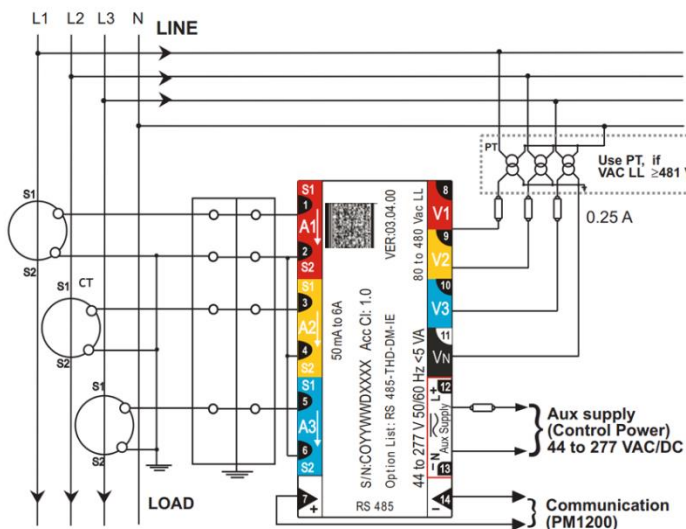 L1 L2 L3 N
LINE
PT
Use PT, if
VAC LL ≥481 V
0.25 A
S1
S2
S1 CT
S2
S1
S2
LOAD
S1
1
A1
2
S2
S1
3
A2
4
S2
S1
5
A3
6
S2
7
+
50 mA to 6A
VER:03.04.00
S/N:COYYWWDXXXX Acc Cl: 1.0
Option List: RS 485-THD-DM-IE
80 to 480 Vac LL
44 to 277 V 50/60 Hz <5 VA
RS 485
8
V1
9
V2
10
V3
11
VN
12
L+
Aux Supply
–N
13
14
–
Aux supply
(Control Power)
44 to 277 VAC/DC
Communication
(PM1200)